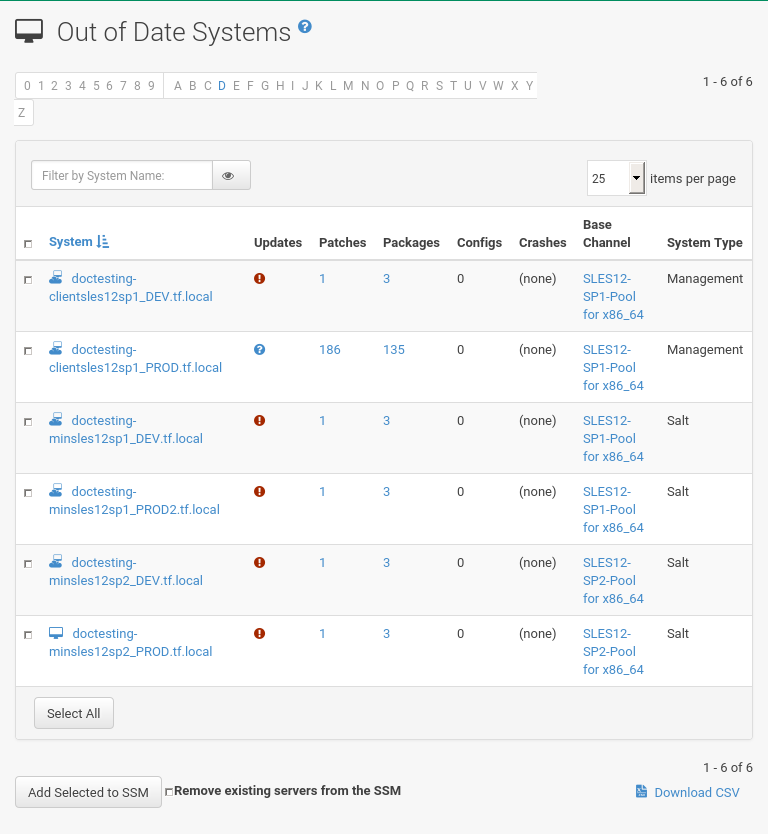 Out of Date Systems
0 1 2 3 4 5 6 7 8 9 A B C D E F G H I J K L M N O P Q R S T U V W X Y
1 - 6 of 6
Z
Filter by System Name:
25 items per page
System Updates Patches Packages Configs Crashes Base Channel System Type
doctesting- 1 3 0 (none) SLES12- Management
clientsles12sp1_DEV.tf.local SP1-Pool
for x86_64
doctesting- 186 135 0 (none) SLES12- Management
clientsles12sp1_PROD.tf.local SP1-Pool
for x86_64
doctesting- 1 3 0 (none) SLES12- Salt
minsles12sp1_DEV.tf.local SP1-Pool
for x86_64
doctesting- 1 3 0 (none) SLES12- Salt
minsles12sp1_PROD2.tf.local SP1-Pool
for x86_64
doctesting- 1 3 0 (none) SLES12- Salt
minsles12sp2_DEV.tf.local SP2-Pool
for x86_64
doctesting- 1 3 0 (none) SLES12- Salt
minsles12sp2_PROD.tf.local SP2-Pool
for x86_64
Select All
1 - 6 of 6
Add Selected to SSM Remove existing servers from the SSM Download CSV